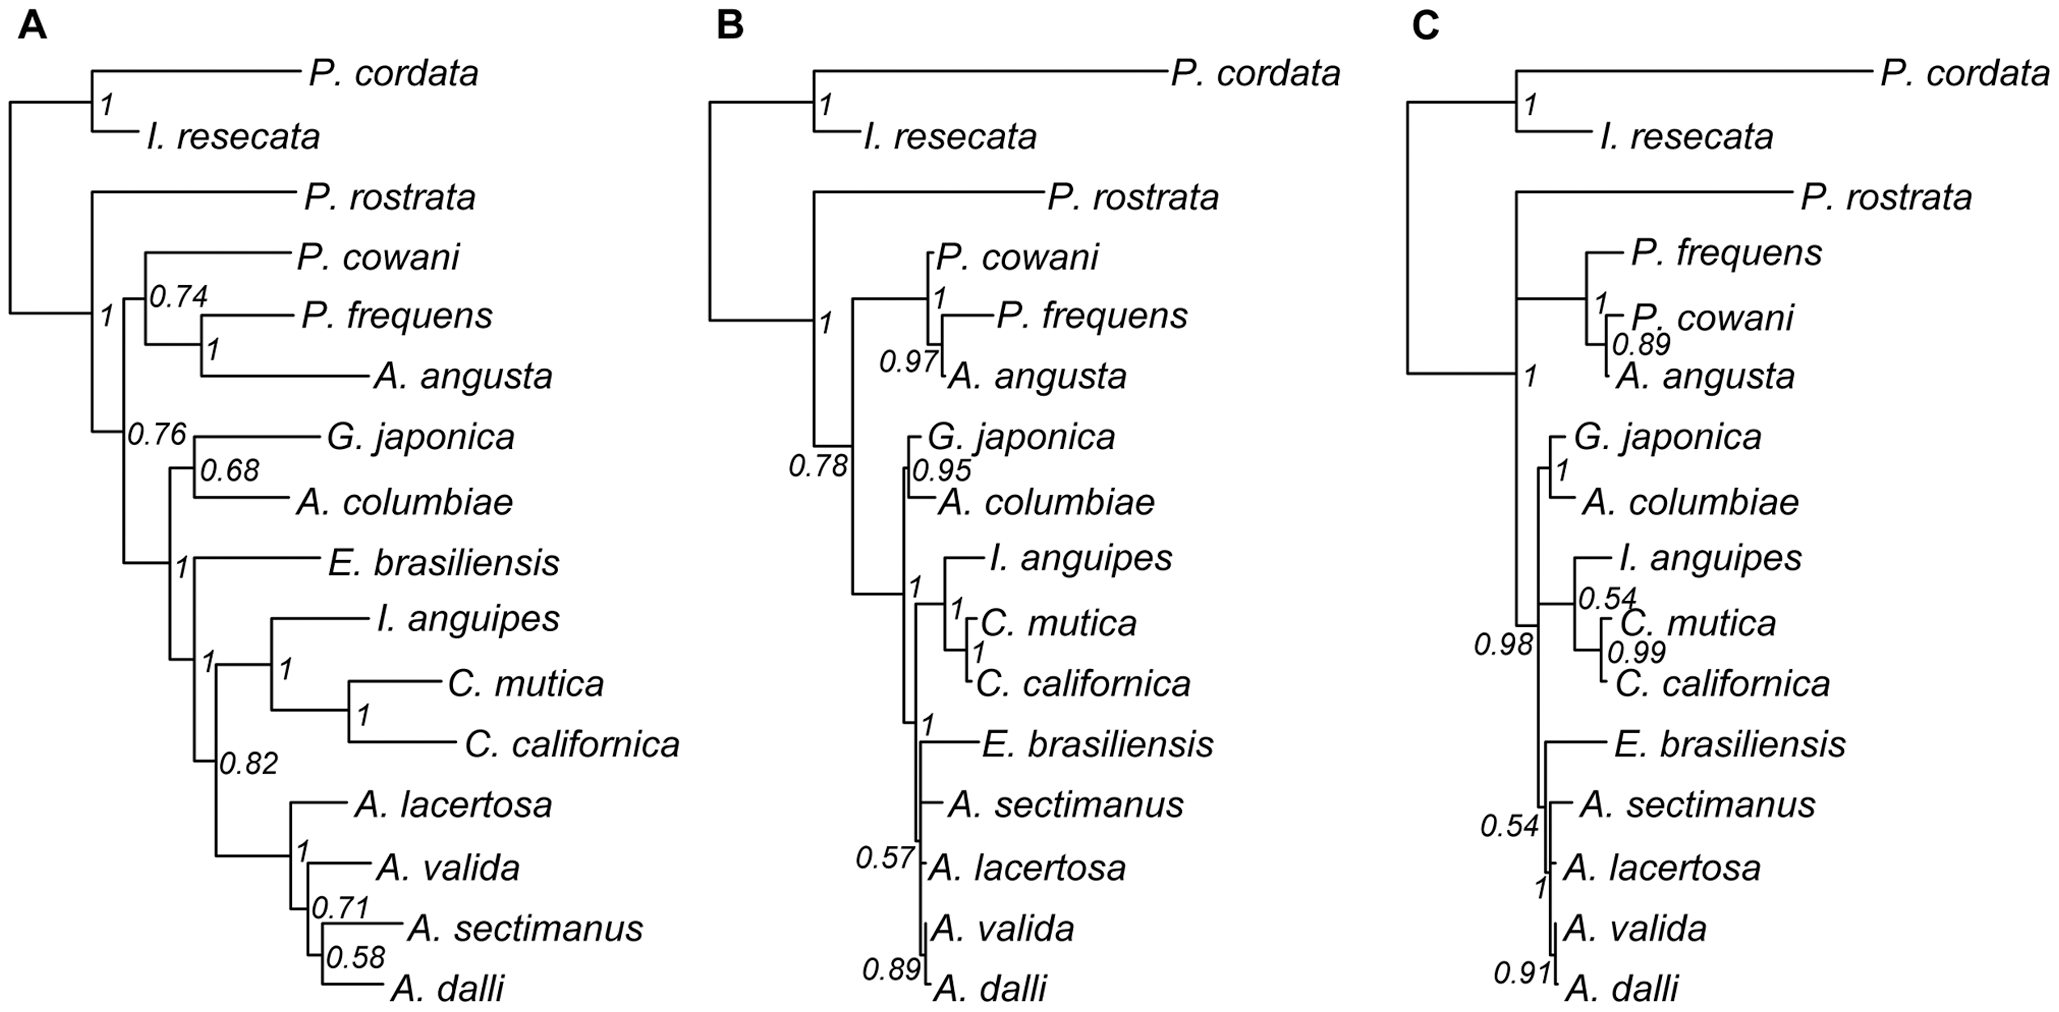 A
P. cordata
1
I. resecata
P. rostrata
P. cowani
0.74
1
P. frequens
1
A. angusta
0.76
G. japonica
0.68
A. columbiae
1
E. brasiliensis
I. anguipes
1
1
C. mutica
1
C. californica
0.82
A. lacertosa
1
A. valida
0.71
A. sectimanus
0.58
A. dalli
B
P. cordata
1
I. resecata
P. rostrata
P. cowani
1
1
P. frequens
0.97
A. angusta
G. japonica
0.78
0.95
A. columbiae
I. anguipes
1
1
C. mutica
1
C. californica
1
E. brasiliensis
A. sectimanus
0.57
A. lacertosa
A. valida
0.89
A. dalli
C
P. cordata
1
I. resecata
P. rostrata
P. frequens
1
P. cowani
0.89
1
A. angusta
G. japonica
1
A. columbiae
I. anguipes
0.54
C. mutica
0.98
0.99
C. californica
E. brasiliensis
A. sectimanus
0.54
A. lacertosa
1
A. valida
0.91
A. dalli